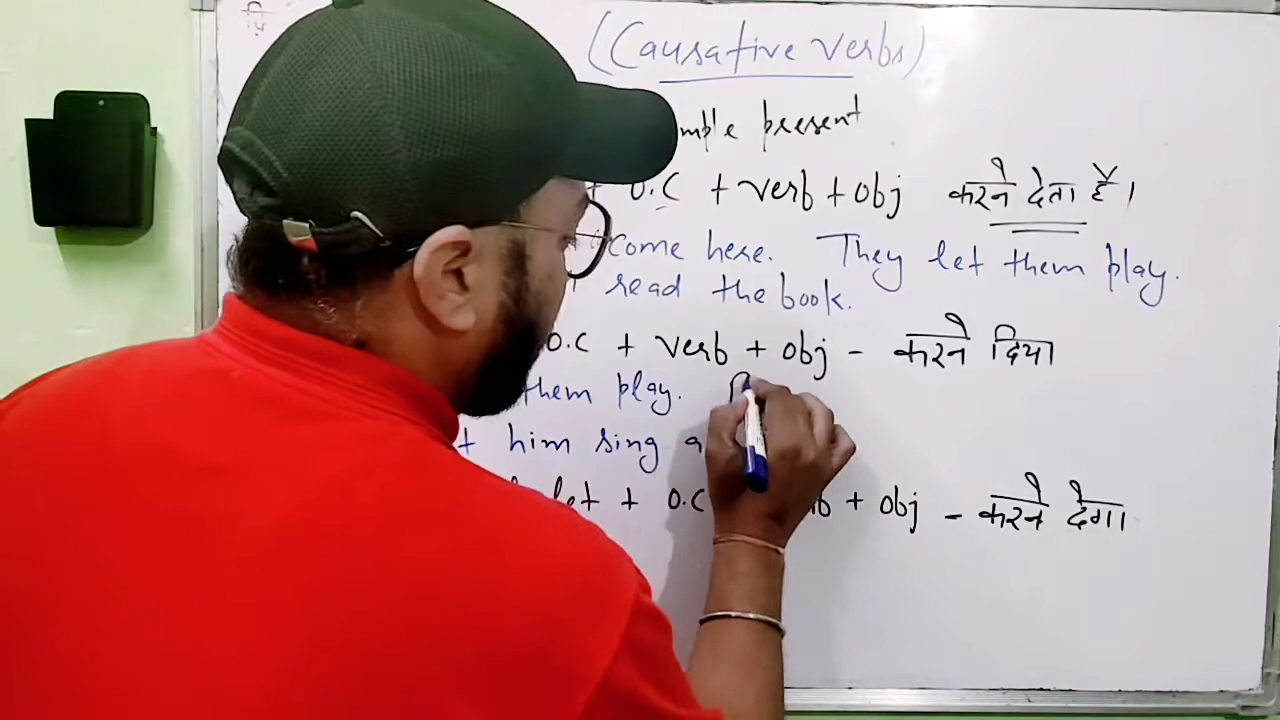 (Causative verbs)
present
+ O.C + verb + obj करने देता है।
come here. They let them play.
read the book.
O.C + verb + obj - करने दिया
them play.
him sing a
let + O.C + obj - करने देगा